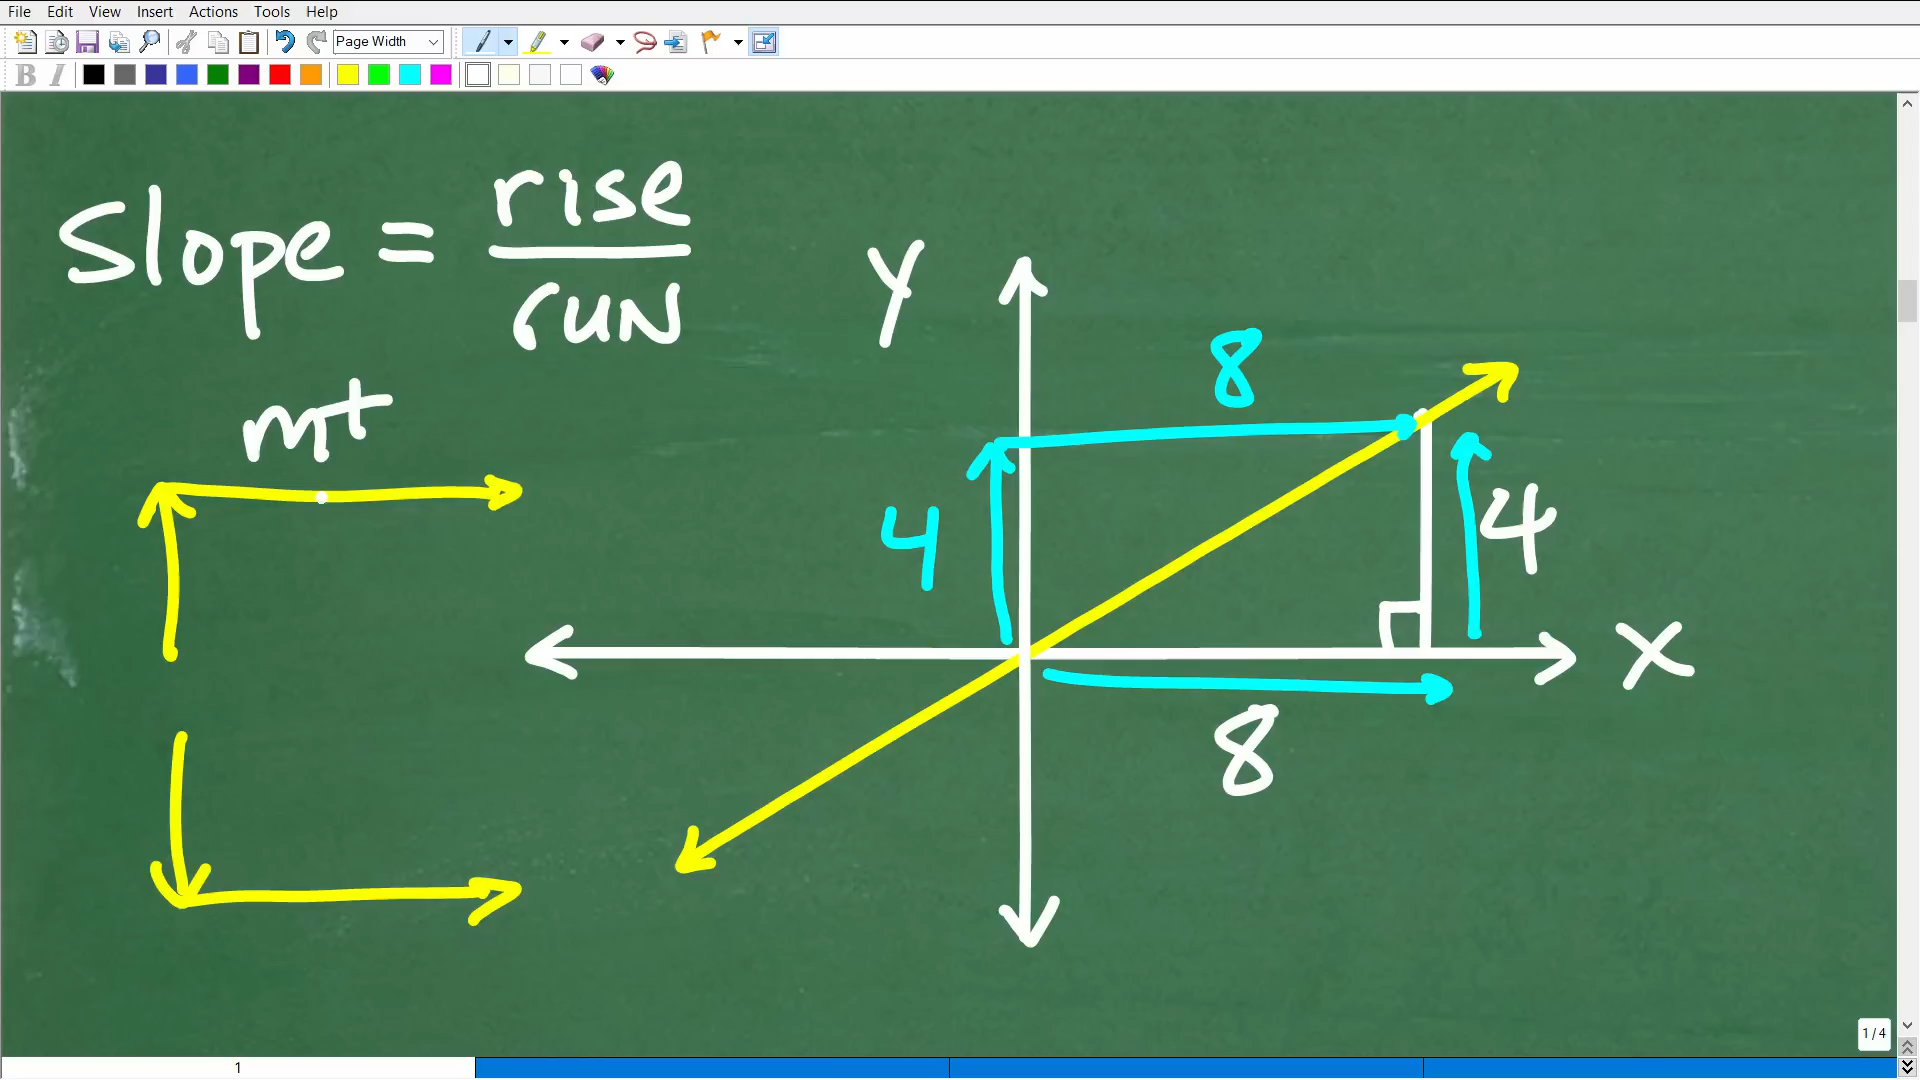 File Edit View Insert Actions Tools Help
Page Width
B I
Slope = rise
run
y
8
m+
4
4
x
8
1 / 4
1